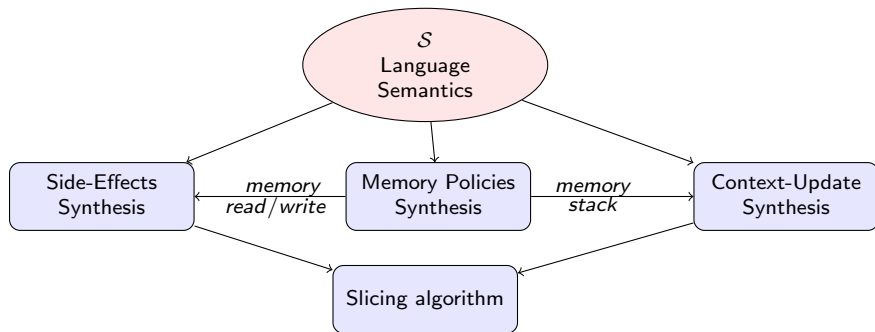 𝒮
Language
Semantics
Side-Effects
Synthesis
memory
read/write
Memory Policies
Synthesis
memory
stack
Context-Update
Synthesis
Slicing algorithm